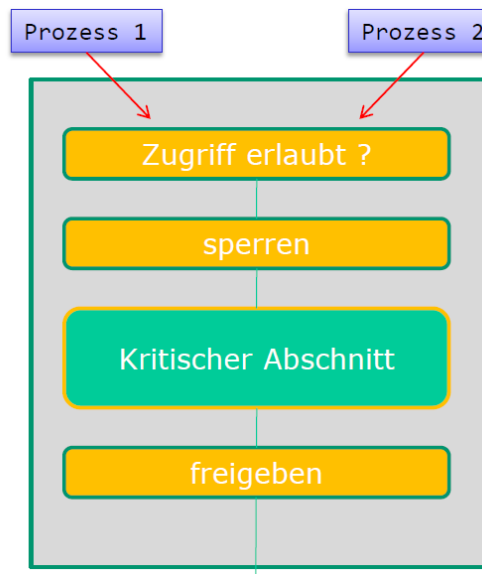 Prozess 1
Prozess 2
Zugriff erlaubt ?
sperren
Kritischer Abschnitt
freigeben